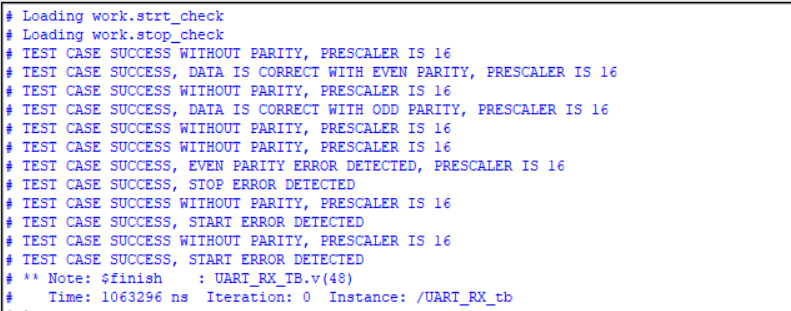 # Loading work.strt_check
# Loading work.stop_check
# TEST CASE SUCCESS WITHOUT PARITY, PRESCALER IS 16
# TEST CASE SUCCESS, DATA IS CORRECT WITH EVEN PARITY, PRESCALER IS 16
# TEST CASE SUCCESS WITHOUT PARITY, PRESCALER IS 16
# TEST CASE SUCCESS, DATA IS CORRECT WITH ODD PARITY, PRESCALER IS 16
# TEST CASE SUCCESS WITHOUT PARITY, PRESCALER IS 16
# TEST CASE SUCCESS WITHOUT PARITY, PRESCALER IS 16
# TEST CASE SUCCESS, EVEN PARITY ERROR DETECTED, PRESCALER IS 16
# TEST CASE SUCCESS, STOP ERROR DETECTED
# TEST CASE SUCCESS WITHOUT PARITY, PRESCALER IS 16
# TEST CASE SUCCESS, START ERROR DETECTED
# TEST CASE SUCCESS WITHOUT PARITY, PRESCALER IS 16
# TEST CASE SUCCESS, START ERROR DETECTED
# ** Note: $finish    : UART_RX_TB.v(48)
#    Time: 1063296 ns  Iteration: 0  Instance: /UART_RX_tb